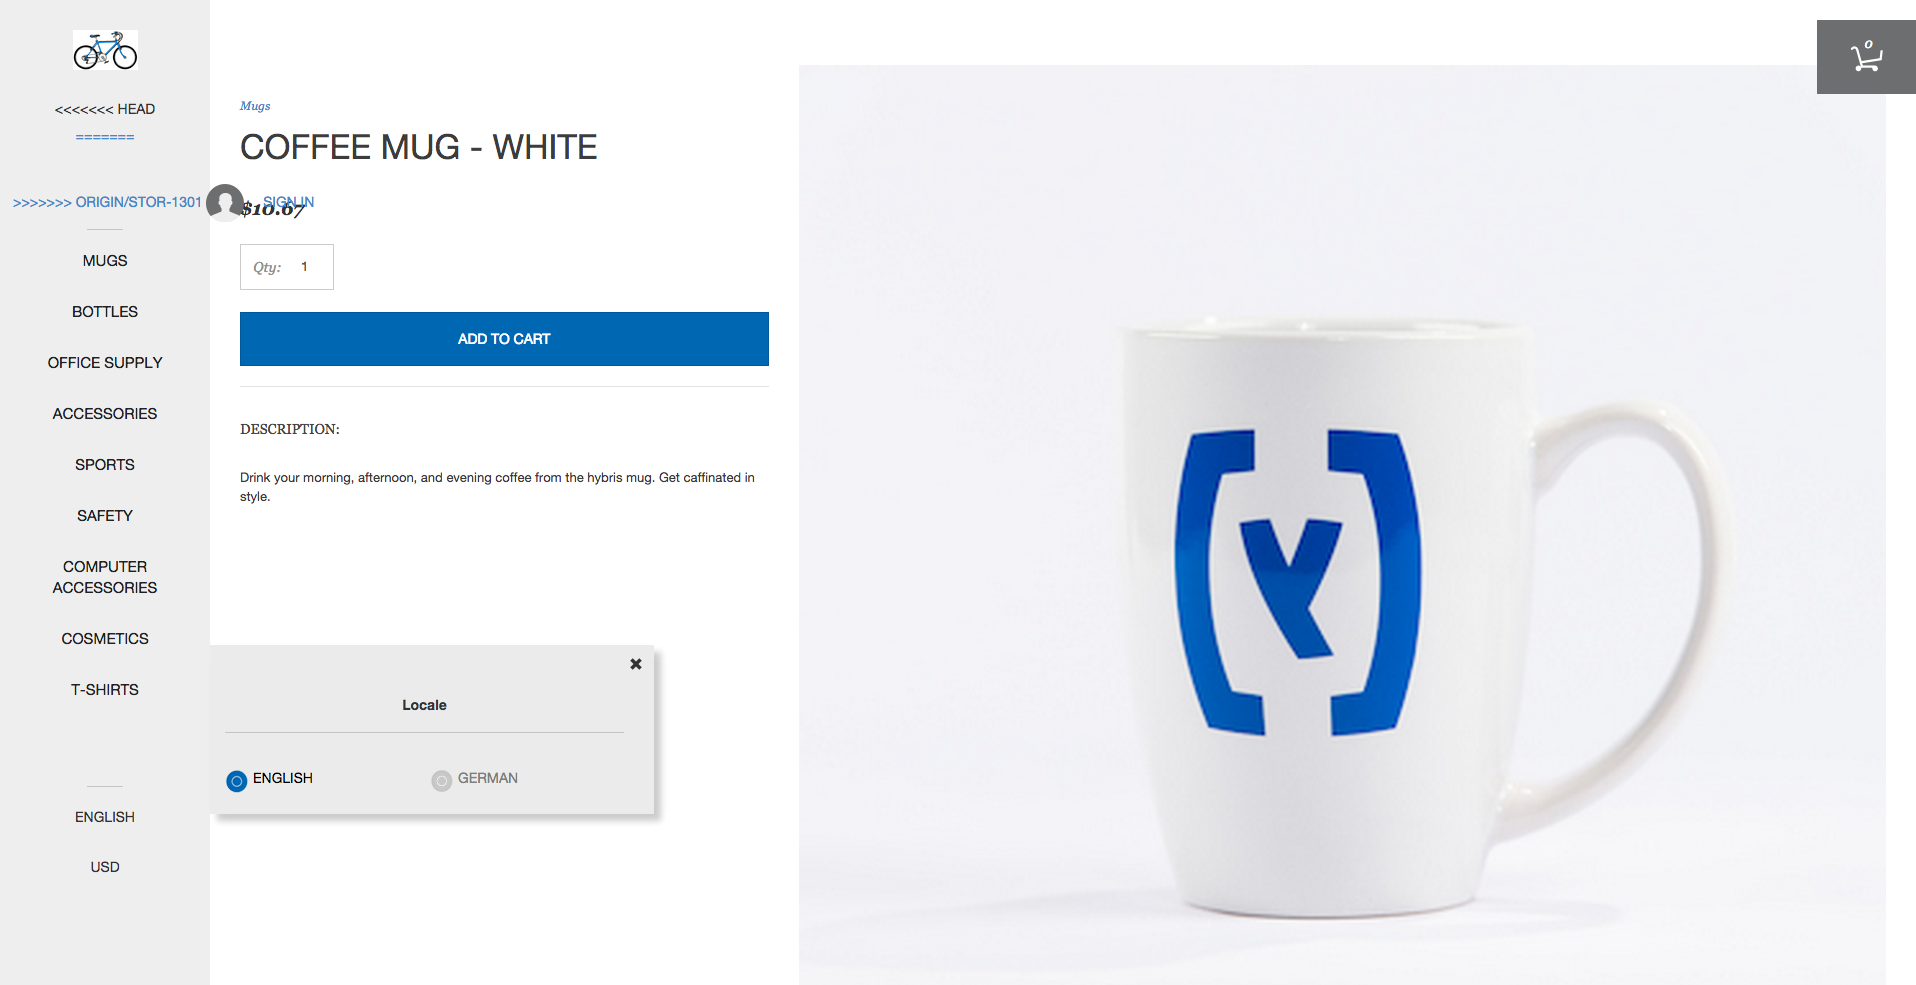 <<<<<<< HEAD
=======
>>>>>>> ORIGIN/STOR-1301
SIGN IN
MUGS
BOTTLES
OFFICE SUPPLY
ACCESSORIES
SPORTS
SAFETY
COMPUTER
ACCESSORIES
COSMETICS
T-SHIRTS
ENGLISH
USD
Mugs
COFFEE MUG - WHITE
$10.67
Qty: 1
ADD TO CART
DESCRIPTION:
Drink your morning, afternoon, and evening coffee from the hybris mug. Get caffinated in
style.
Locale
ENGLISH
GERMAN
0
[Y]